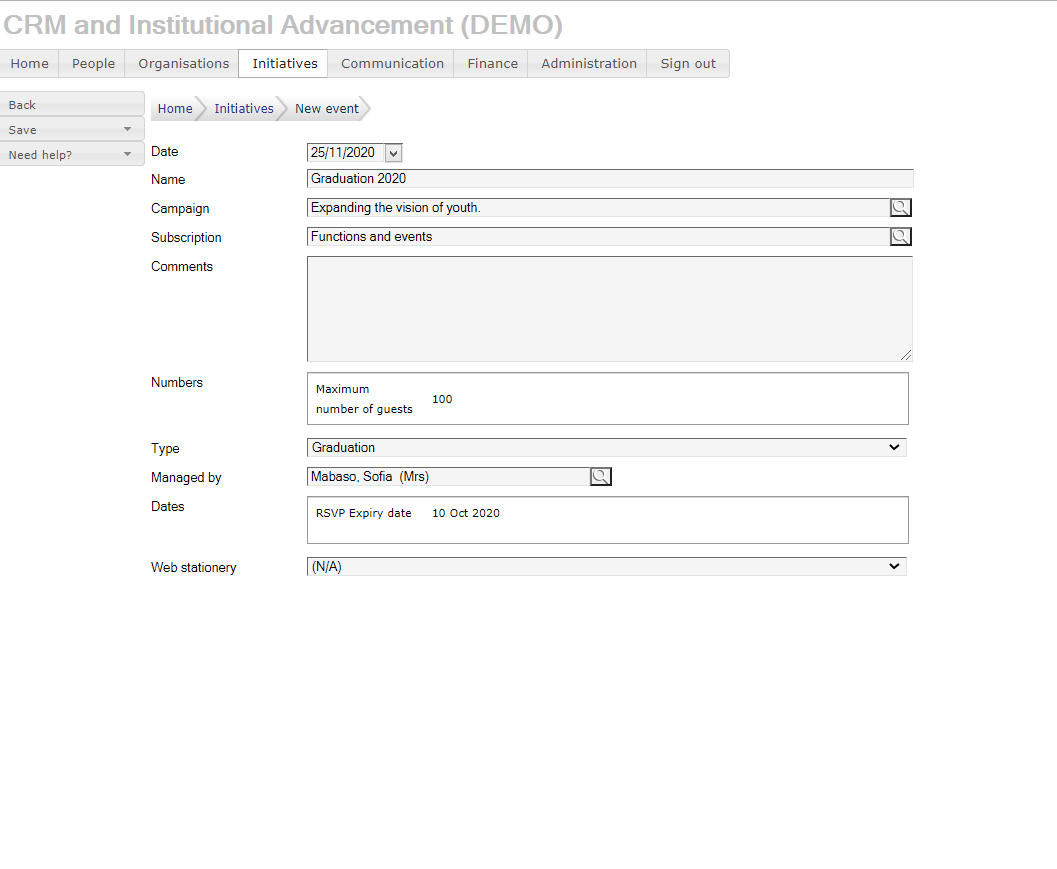 CRM and Institutional Advancement (DEMO)
Home People Organisations Initiatives Communication Finance Administration Sign out
Back
Save
Need help?
Home Initiatives New event
Date 25/11/2020
Name Graduation 2020
Campaign Expanding the vision of youth.
Subscription Functions and events
Comments
Numbers
Maximum
number of guests 100
Type Graduation
Managed by Mabaso, Sofia (Mrs)
Dates RSVP Expiry date 10 Oct 2020
Web stationery (N/A)